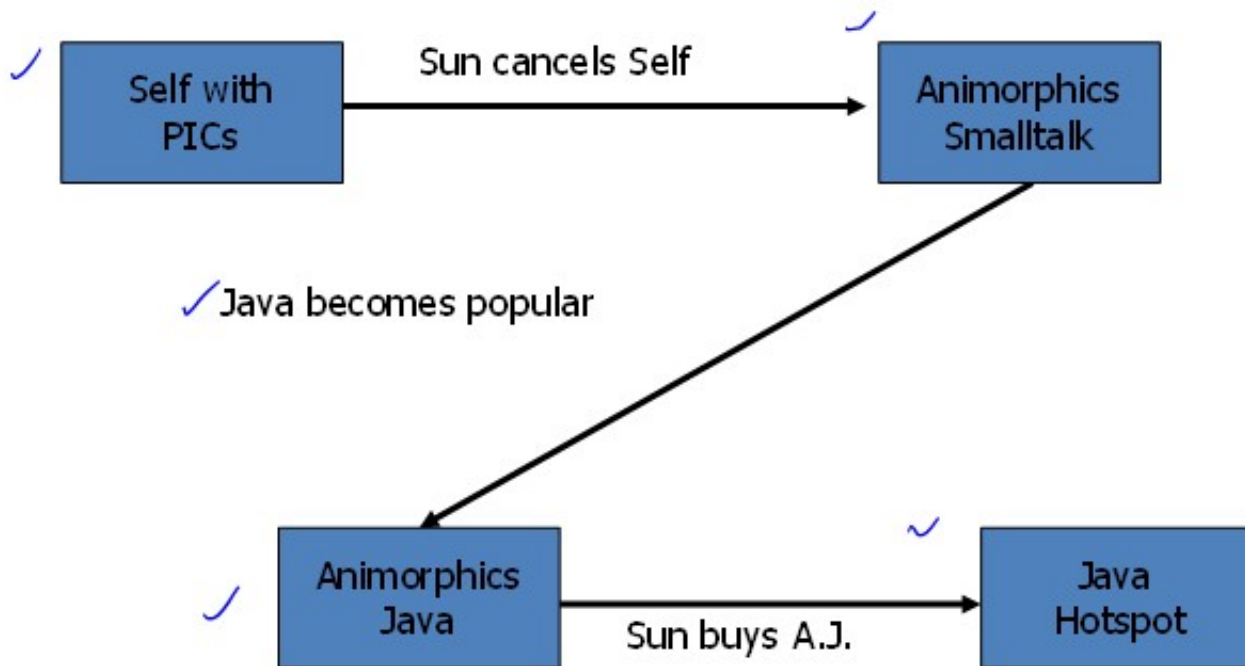 Self with
PICs
Sun cancels Self
Animorphics
Smalltalk
Java becomes popular
Animorphics
Java
Sun buys A.J.
Java
Hotspot